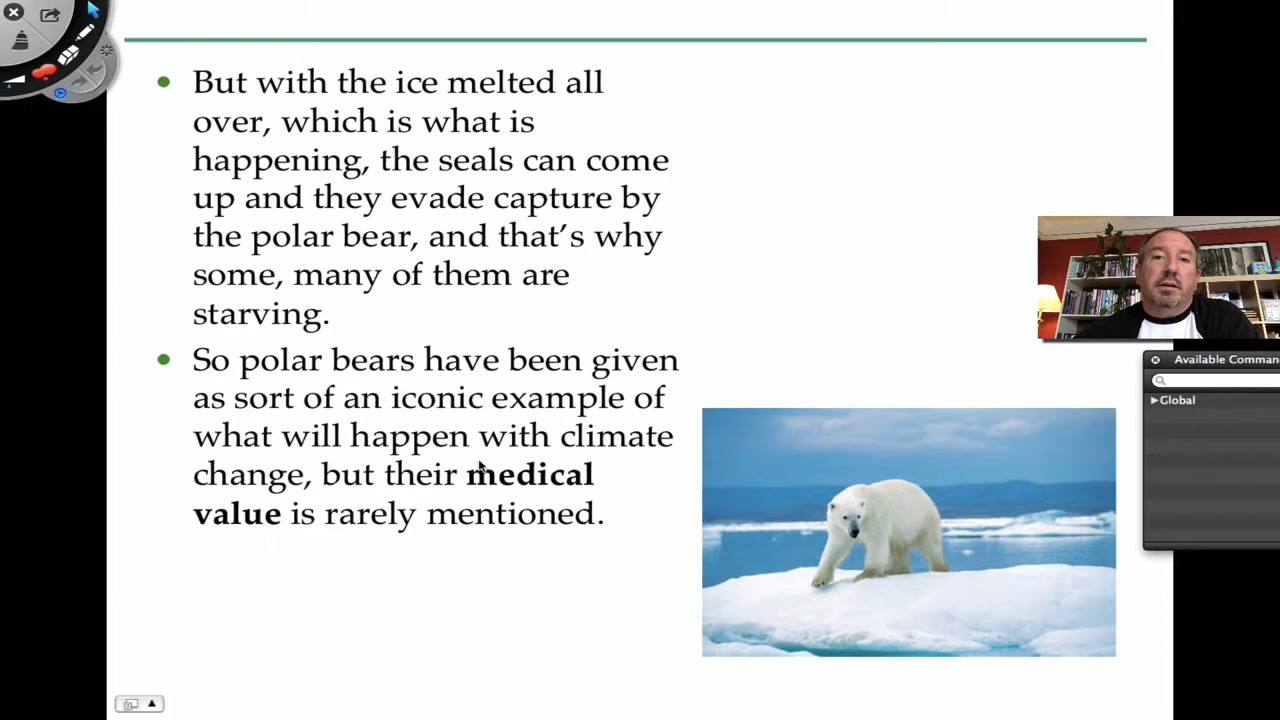 But with the ice melted all
over, which is what is
happening, the seals can come
up and they evade capture by
the polar bear, and that’s why
some, many of them are
starving.
So polar bears have been given
as sort of an iconic example of
what will happen with climate
change, but their medical
value is rarely mentioned.
Available Comman
Global